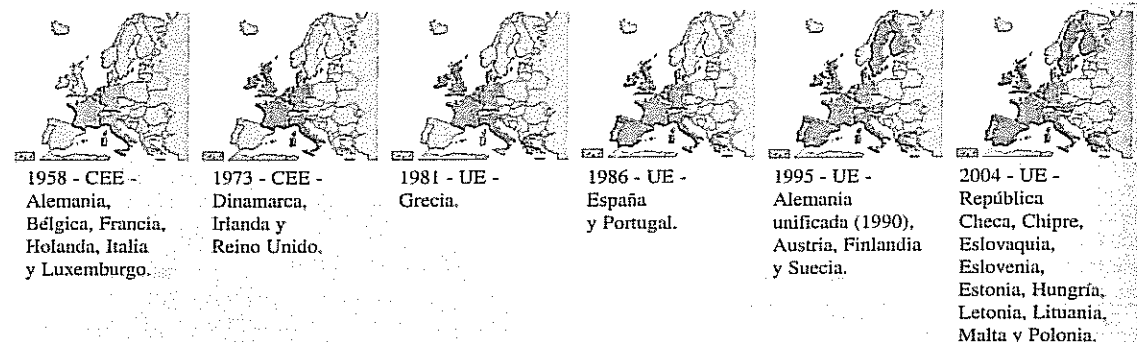 1958 - CEE -
Alemania,
Bélgica, Francia,
Holanda, Italia
y Luxemburgo.
1973 - CEE -
Dinamarca,
Irlanda y
Reino Unido.
1981 - UE -
Grecia.
1986 - UE -
España
y Portugal.
1995 - UE -
Alemania
unificada (1990),
Austria, Finlandia
y Suecia.
2004 - UE -
República
Checa, Chipre,
Eslovaquia,
Eslovenia,
Estonia, Hungría,
Letonia, Lituania,
Malta y Polonia.